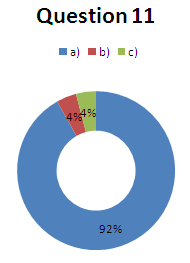 Question 11
a) b) c)
4% 4%
92%